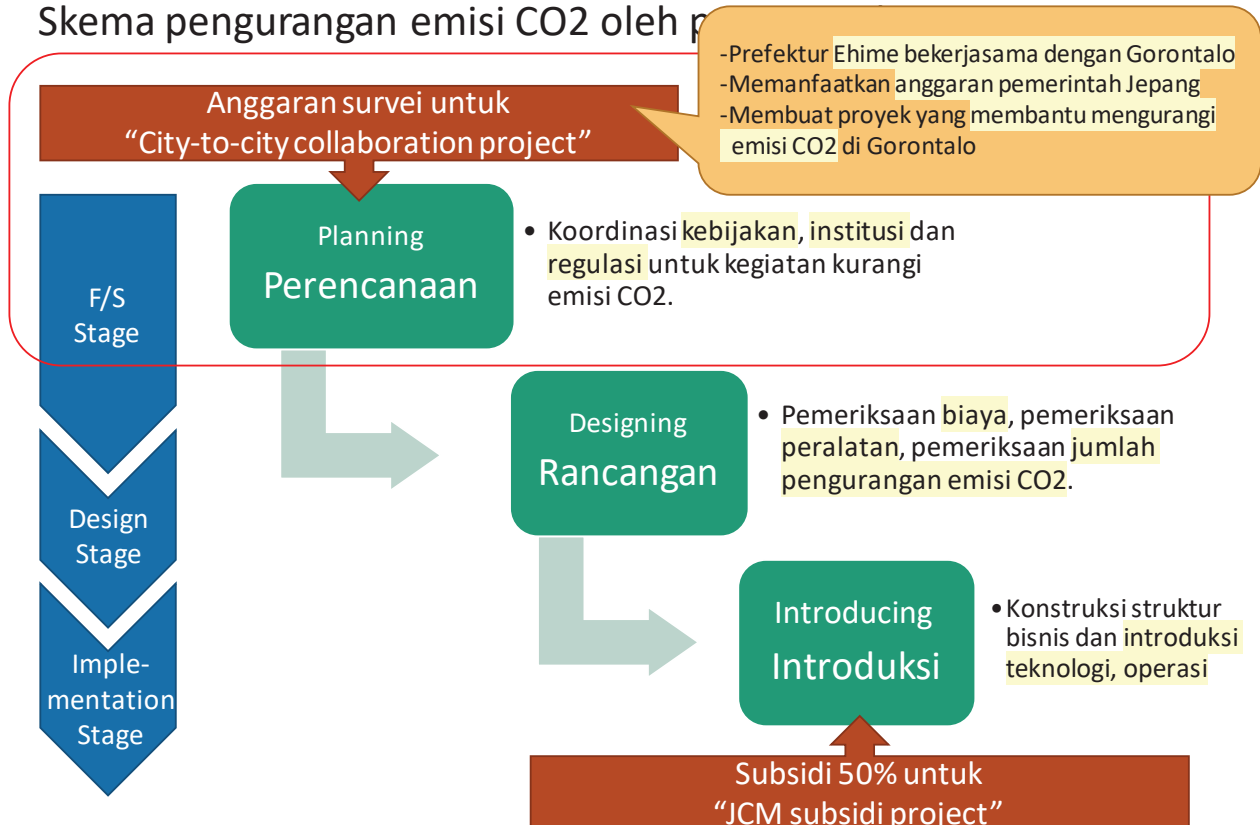 Skema pengurangan emisi CO2 oleh
-Prefektur Ehime bekerjasama dengan Gorontalo
-Memanfaatkan anggaran pemerintah Jepang
-Membuat proyek yang membantu mengurangi
emisi CO2 di Gorontalo
Anggaran survei untuk
“City-to-city collaboration project”
F/S
Stage
Planning
Perencanaan
• Koordinasi kebijakan, institusi dan
regulasi untuk kegiatan kurangi
emisi CO2.
Design
Stage
Designing
Rancangan
• Pemeriksaan biaya, pemeriksaan
peralatan, pemeriksaan jumlah
pengurangan emisi CO2.
Imple-
mentation
Stage
Introducing
Introduksi
•Konstruksi struktur
bisnis dan introduksi
teknologi, operasi
Subsidi 50% untuk
“JCM subsidi project”